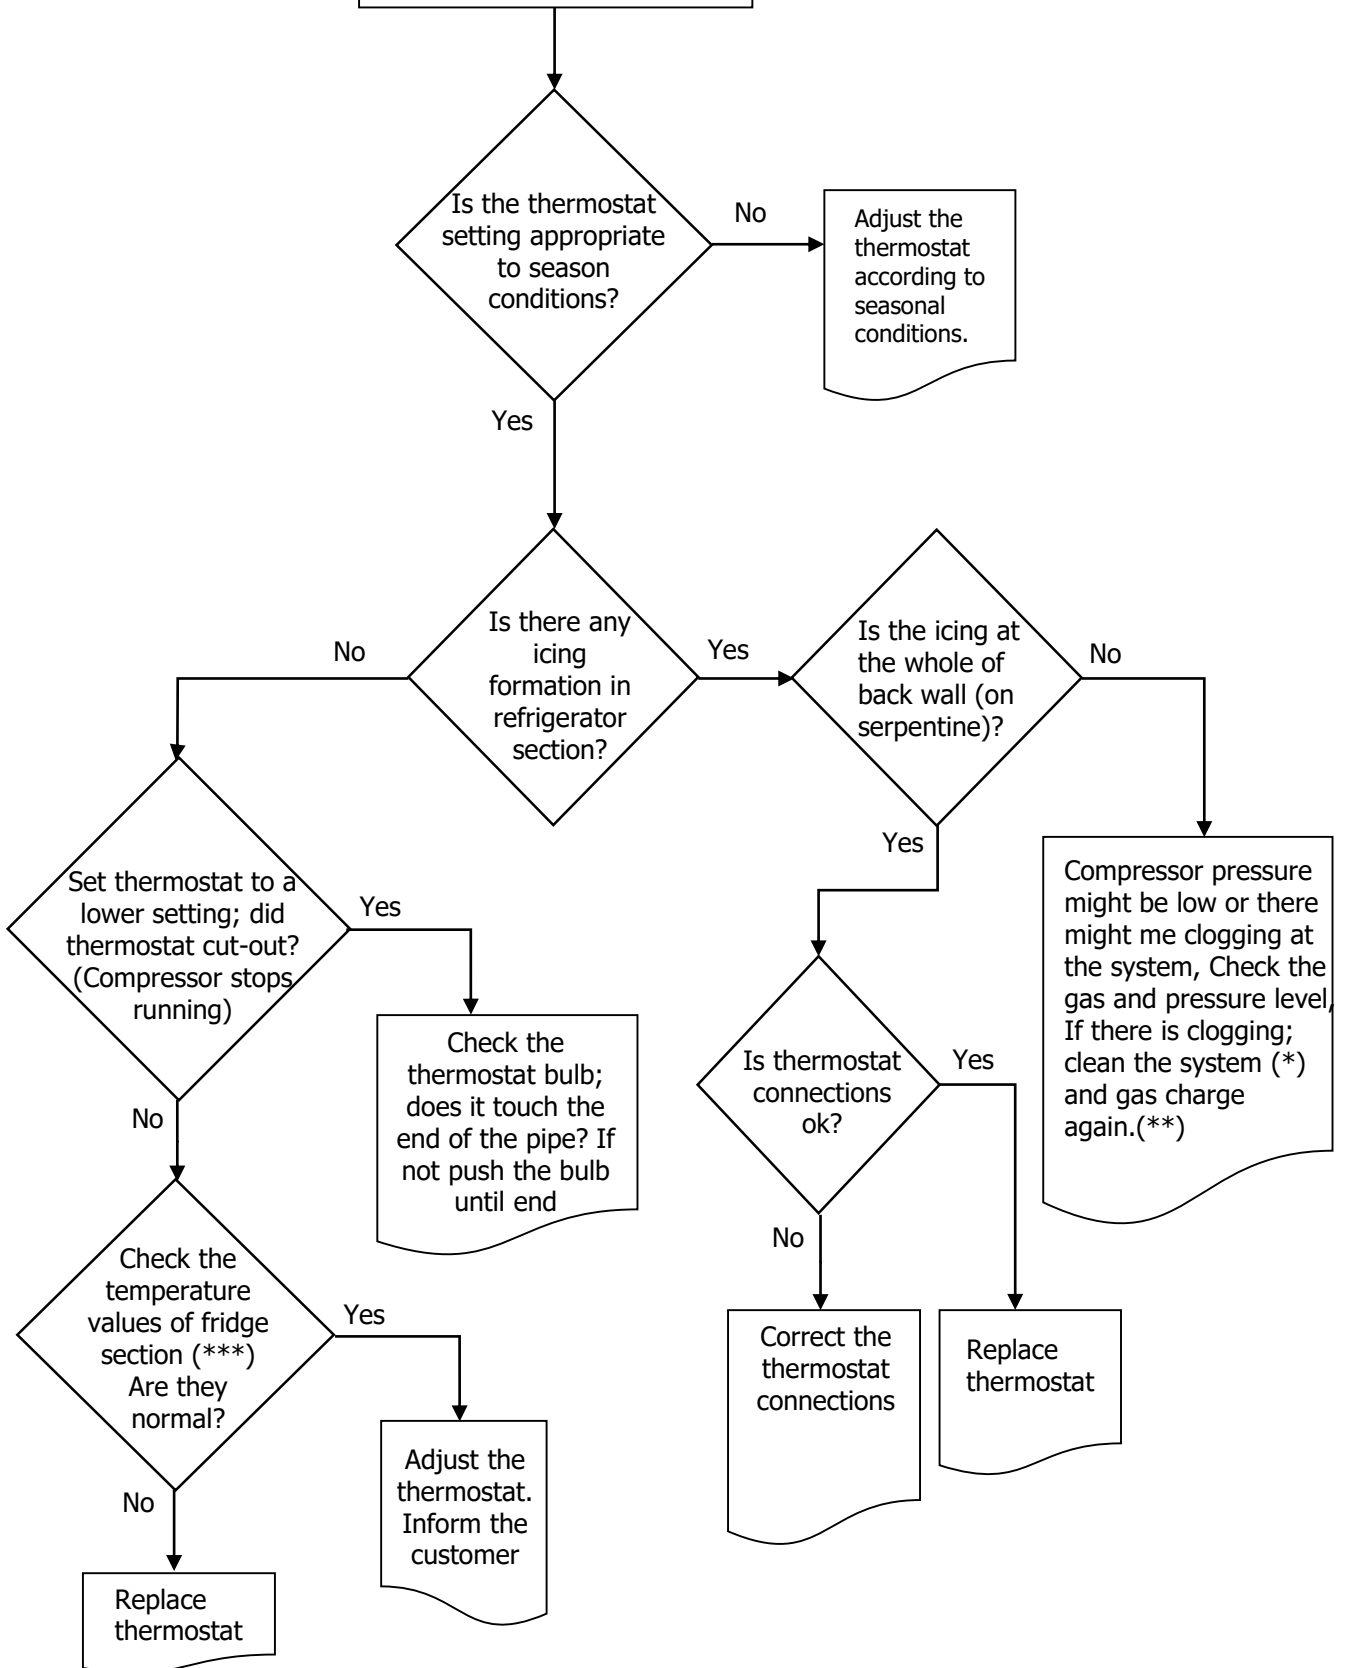 Is the thermostat
setting appropriate
to season
conditions?
No
Adjust the
thermostat
according to
seasonal
conditions.
Yes
Is there any
icing
formation in
refrigerator
section?
No
Yes
Is the icing at
the whole of
back wall (on
serpentine)?
No
Yes
Set thermostat to a
lower setting; did
thermostat cut-out?
(Compressor stops
running)
Yes
No
Check the
thermostat bulb;
does it touch the
end of the pipe? If
not push the bulb
until end
Is thermostat
connections
ok?
Yes
No
Compressor pressure
might be low or there
might me clogging at
the system, Check the
gas and pressure level,
If there is clogging;
clean the system (*)
and gas charge
again.(**)
Check the
temperature
values of fridge
section (***)
Are they
normal?
Yes
No
Adjust the
thermostat.
Inform the
customer
Correct the
thermostat
connections
Replace
thermostat
Replace
thermostat